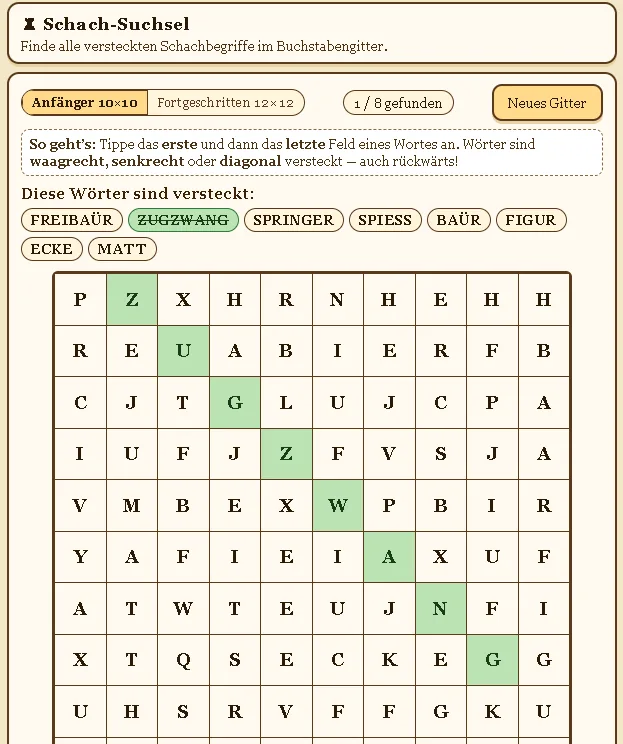 ♜ Schach-Suchsel
Finde alle versteckten Schachbegriffe im Buchstabengitter.
Anfänger 10×10 Fortgeschritten 12×12 1 / 8 gefunden Neues Gitter
So geht's: Tippe das erste und dann das letzte Feld eines Wortes an. Wörter sind
waagrecht, senkrecht oder diagonal versteckt — auch rückwärts!
Diese Wörter sind versteckt:
FREIBAÜR ZUGZWANG SPRINGER SPIESS BAÜR FIGUR
ECKE MATT
P Z X H R N H E H H
R E U A B I E R F B
C J T G L U J C P A
I U F J Z F V S J A
V M B E X W P B I R
Y A F I E I A X U F
A T W T E U J N F I
X T Q S E C K E G G
U H S R V F F G K U